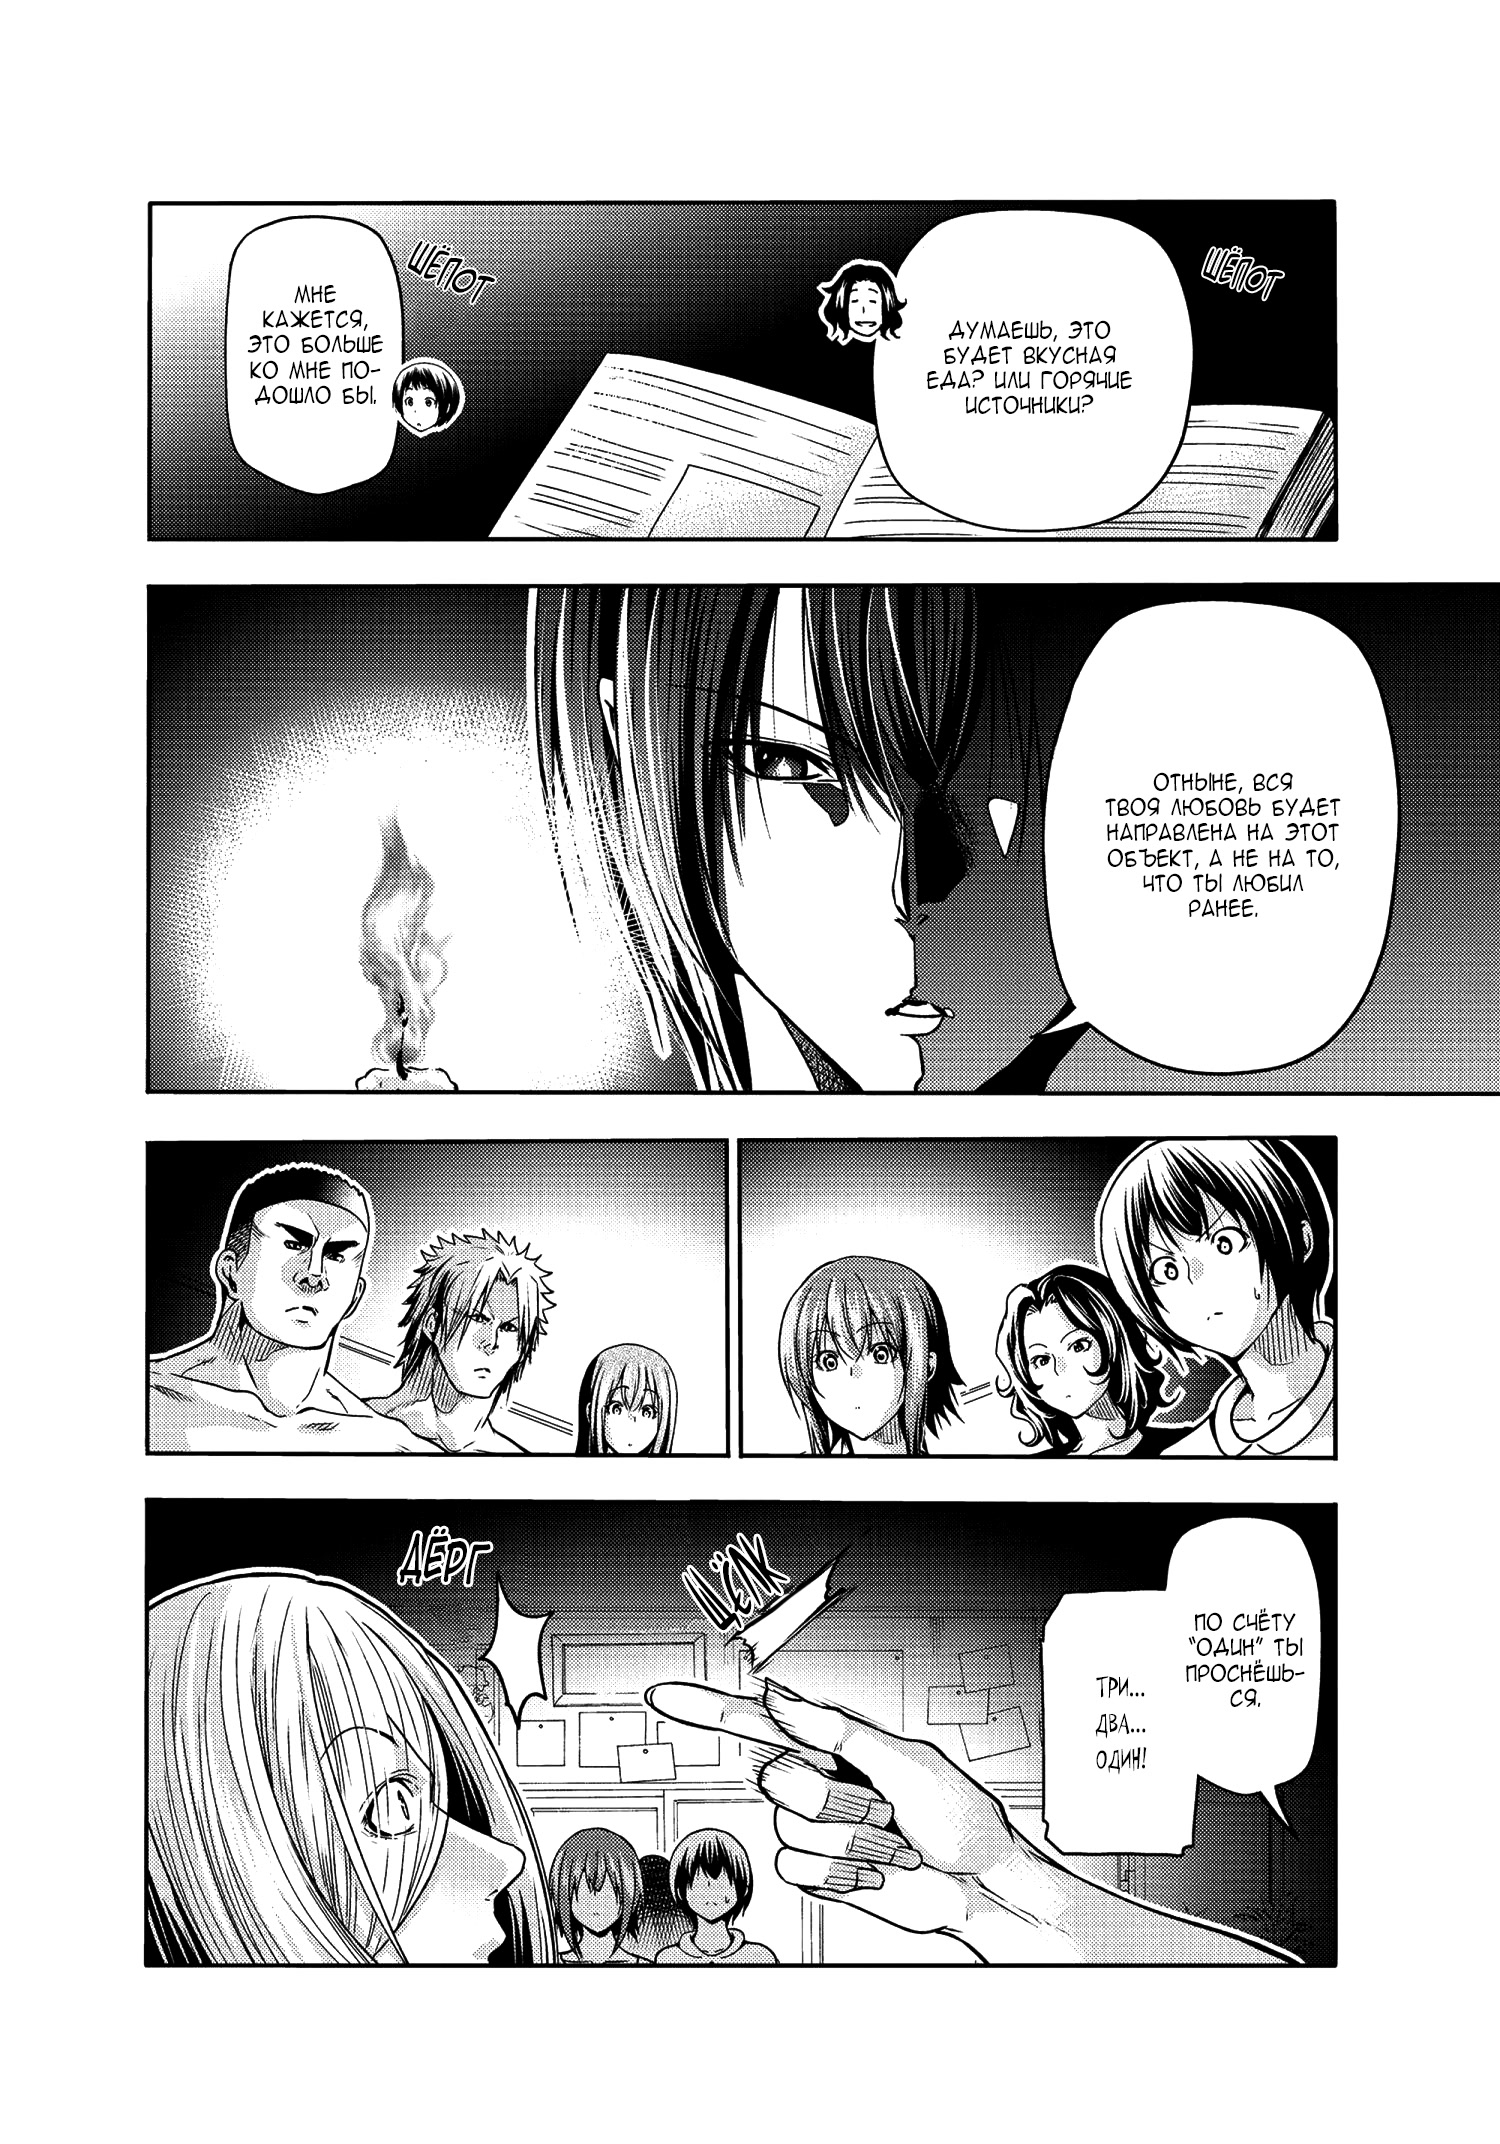 ШЁПОТ
ДУМАЕШЬ, ЭТО
БУДЕТ ВКУСНАЯ
ЕДА? ИЛИ ГОРЯЧИЕ
ИСТОЧНИКИ?
ШЁПОТ
МНЕ
КАЖЕТСЯ,
ЭТО БОЛЬШЕ
КО МНЕ ПО-
ДОШЛО БЫ.
ОТНЫНЕ, ВСЯ
ТВОЯ ЛЮБОВЬ БУДЕТ
НАПРАВЛЕНА НА ЭТОТ
ОБЪЕКТ, А НЕ НА ТО,
ЧТО ТЫ ЛЮБИЛ
РАНЕЕ.
ПО СЧЁТУ
"ОДИН" ТЫ
ПРОСНЁШЬ-
СЯ.
ТРИ...
ДВА...
ОДИН!
ЩЁЛК
ДЁРГ